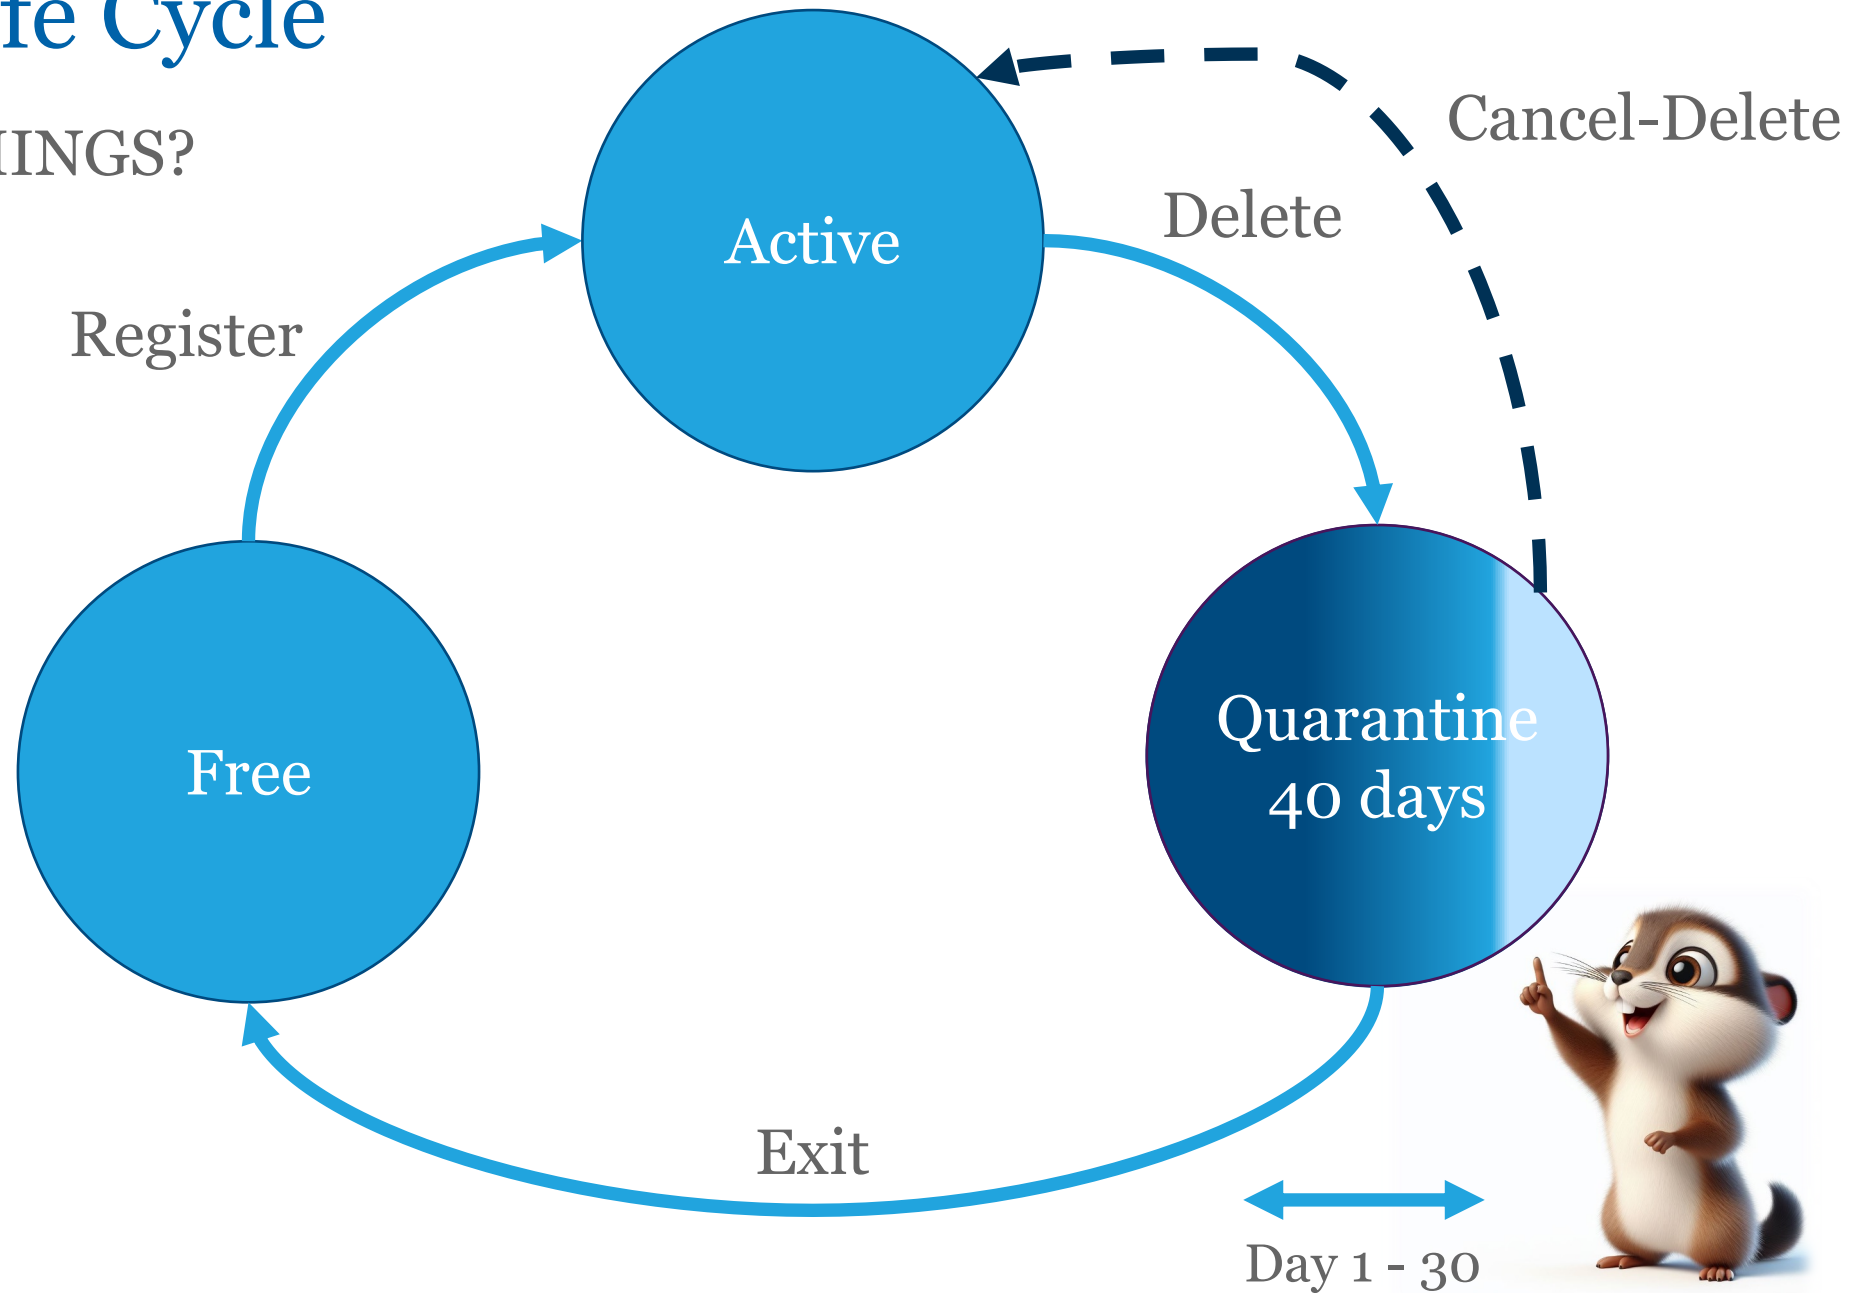 fe Cycle
INGS?
Cancel-Delete
Delete
Active
Register
Quarantine
40 days
Free
Exit
Day 1 - 30